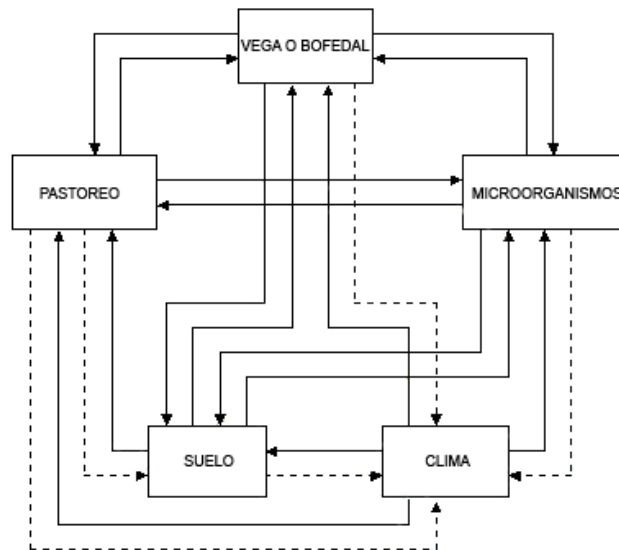 VEGA O BOFEDAL
PASTOREO
MICROORGANISMOS
SUELO
CLIMA